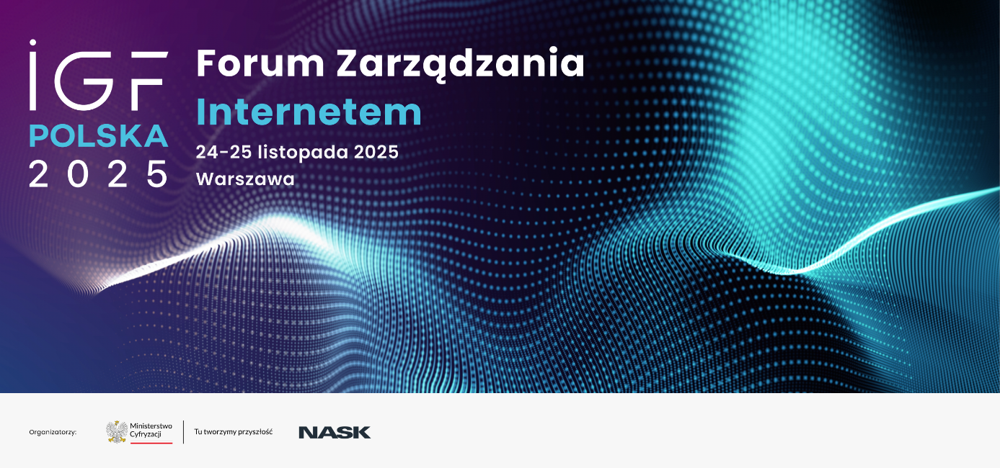 IGF
POLSKA
2025
Forum Zarządzania
Internetem
24-25 listopada 2025
Warszawa
Organizatorzy:
Ministerstwo
Cyfryzacji
Tu tworzymy przyszłość
NASK